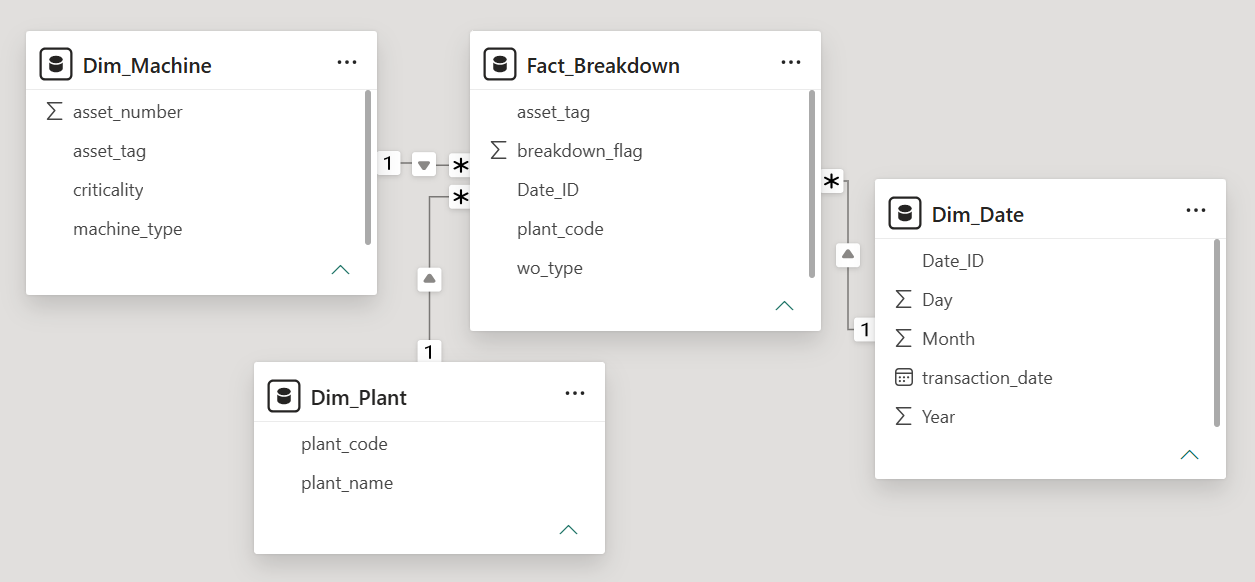 Dim_Machine
asset_number
asset_tag
criticality
machine_type
1
*
Fact_Breakdown
asset_tag
breakdown_flag
Date_ID
plant_code
wo_type
*
1
Dim_Plant
plant_code
plant_name
*
1
Dim_Date
Date_ID
Day
Month
transaction_date
Year